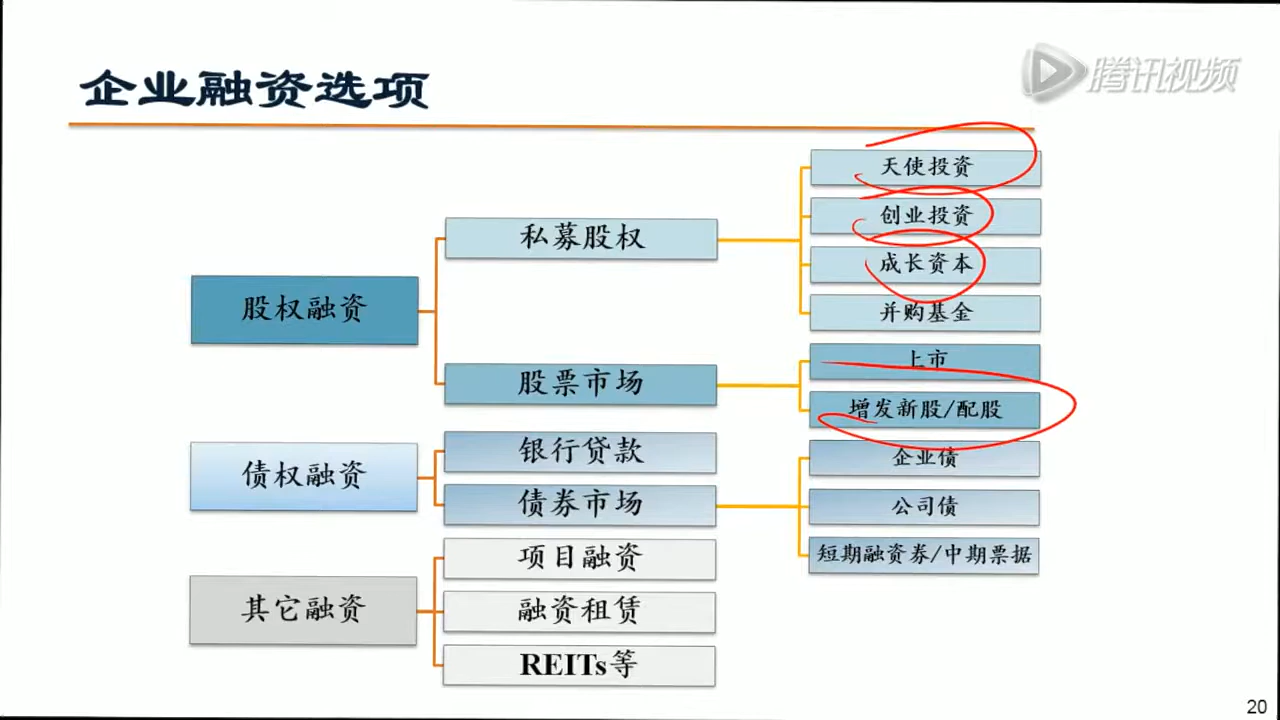 企业融资选项
腾讯视频
股权融资
私募股权
天使投资
创业投资
成长资本
并购基金
股票市场
上市
增发新股/配股
债权融资
银行贷款
债券市场
企业债
公司债
短期融资券/中期票据
其它融资
项目融资
融资租赁
REITs等
20